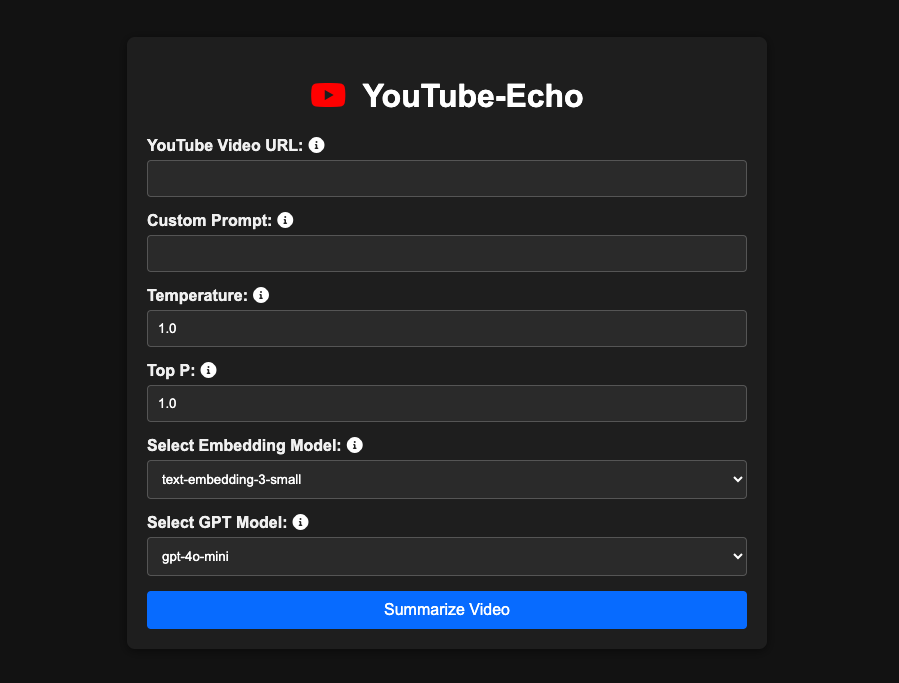 YouTube-Echo
YouTube Video URL:
Custom Prompt:
Temperature:
1.0
Top P:
1.0
Select Embedding Model:
text-embedding-3-small
Select GPT Model:
gpt-4o-mini
Summarize Video